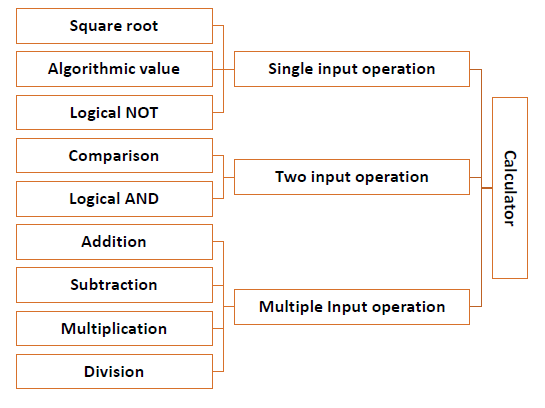 Square root
Algorithmic value
Logical NOT
Comparison
Logical AND
Addition
Subtraction
Multiplication
Division
Single input operation
Two input operation
Multiple Input operation
Calculator